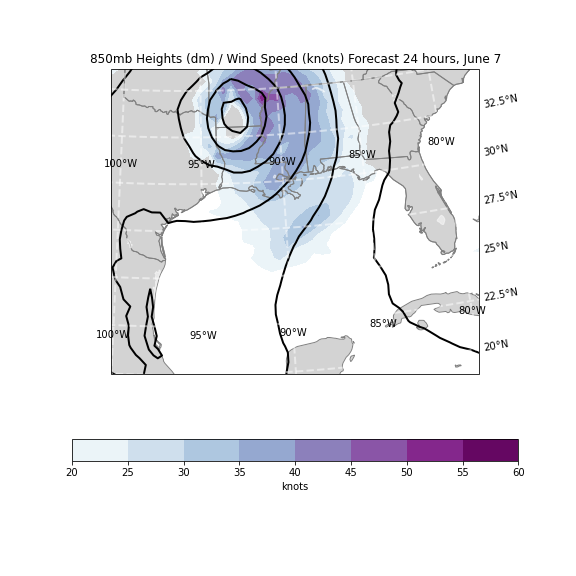 850mb Heights (dm) / Wind Speed (knots) Forecast 24 hours, June 7
32.5°N
80°W
30°N
100°W 95°W 90°W 85°W
27.5°N
25°N
22.5°N
80°W
85°W
100°W 95°W 90°W
20°N
20 25 30 35 40 45 50 55 60
knots